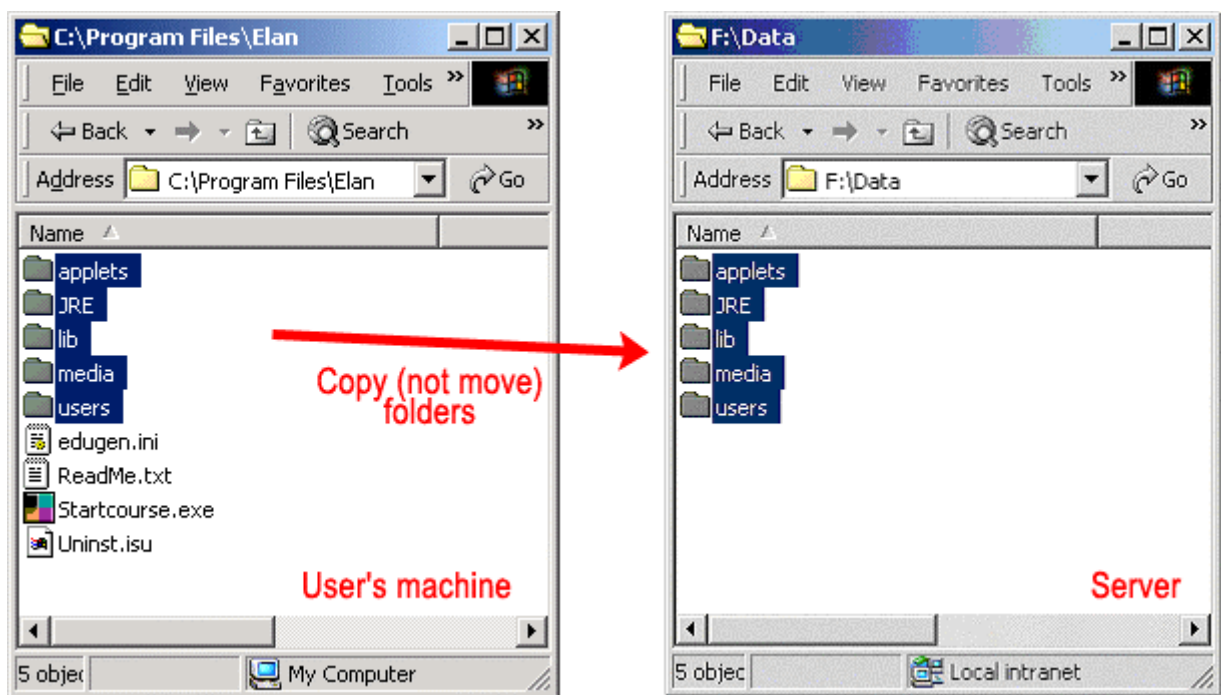 C:\Program Files\Elan
File Edit View Favorites Tools »
Back Search »
Address C:\Program Files\Elan Go
Name
applets
JRE
lib
media
users
edugen.ini
ReadMe.txt
Startcourse.exe
Uninst.isu
User's machine
5 objec My Computer
Copy (not move)
folders
F:\Data
File Edit View Favorites Tools »
Back Search »
Address F:\Data Go
Name
applets
JRE
lib
media
users
Server
5 objec Local intranet